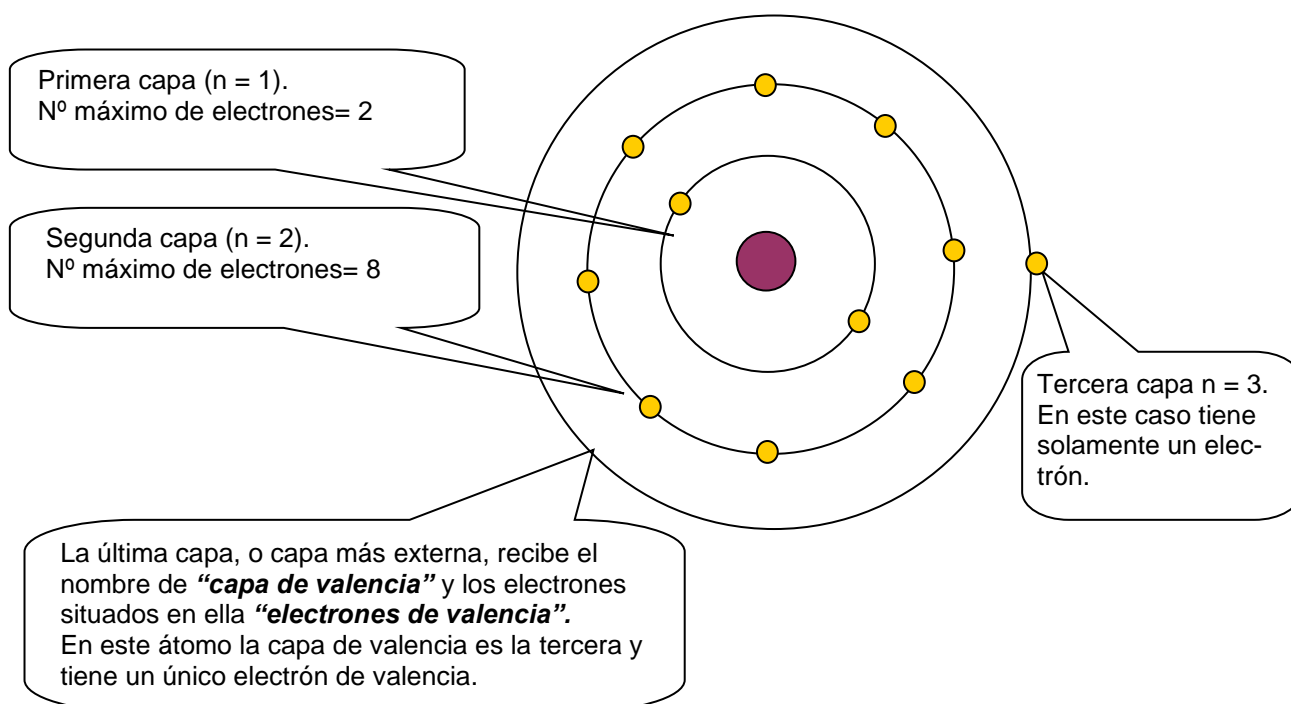 Primera capa (n = 1).
Nº máximo de electrones= 2
Segunda capa (n = 2).
Nº máximo de electrones= 8
Tercera capa n = 3.
En este caso tiene
solamente un elec-
trón.
La última capa, o capa más externa, recibe el
nombre de “capa de valencia” y los electrones
situados en ella “electrones de valencia”.
En este átomo la capa de valencia es la tercera y
tiene un único electrón de valencia.